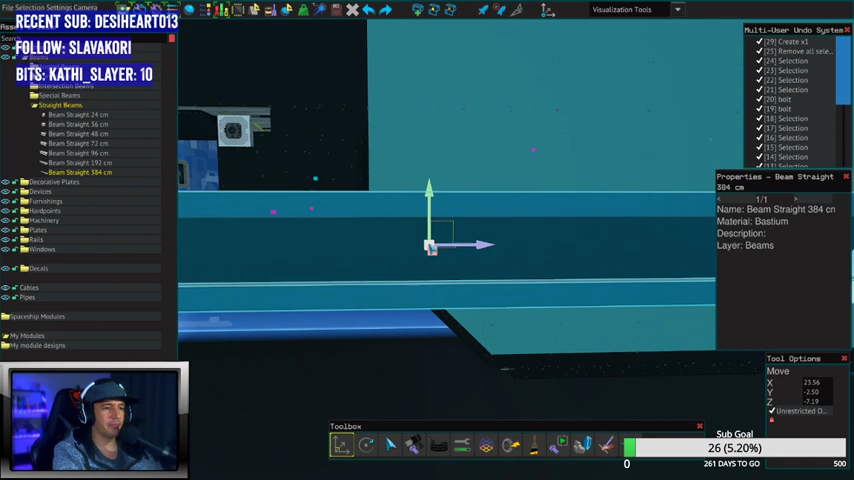 File Selection Settings Camera
RECENT SUB: DESIHEART013
FOLLOW: SLAVAKORI
BITS: KATHI_SLAYER: 10
Visualization Tools
Special Beams
Straight Beams
Beam Straight 24 cm
Beam Straight 36 cm
Beam Straight 48 cm
Beam Straight 72 cm
Beam Straight 96 cm
Beam Straight 192 cm
Beam Straight 384 cm
Decorative Plates
Devices
Furnishings
Hardpoints
Machinery
Plates
Rails
Windows
Decals
Cables
Pipes
Spaceship Modules
My Modules
My module designs
Multi-User Undo System
[29] Create x1
[25] Remove all sele...
[24] Selection
[23] Selection
[22] Selection
[21] Selection
[20] bolt
[19] bolt
[18] Selection
[17] Selection
[16] Selection
[15] Selection
[14] Selection
Properties - Beam Straight
384 cm
< 1/1 >
Name: Beam Straight 384 cm
Material: Bastium
Description:
Layer: Beams
Tool Options
Move
X 23.56
Y -2.50
Z -7.19
Unrestricted O...
Toolbox
Sub Goal
26 (5.20%)
0 261 DAYS TO GO 500